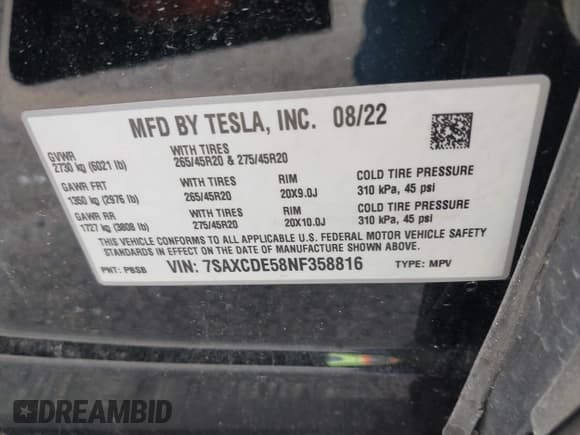 MFD BY TESLA, INC. 08/22
GVWR
2730 kg (6021 lb)
WITH TIRES
265/45R20 & 275/45R20
GAWR FRT
1350 kg (2976 lb)
WITH TIRES
265/45R20
RIM
20X9.0J
COLD TIRE PRESSURE
310 kPa, 45 psi
GAWR RR
1727 kg (3808 lb)
WITH TIRES
275/45R20
RIM
20X10.0J
COLD TIRE PRESSURE
310 kPa, 45 psi
THIS VEHICLE CONFORMS TO ALL APPLICABLE U.S. FEDERAL MOTOR VEHICLE SAFETY
STANDARDS IN EFFECT ON THE DATE OF MANUFACTURE SHOWN ABOVE.
PNT: PBSB VIN: 7SAXCDE58NF358816 TYPE: MPV
DREAMBID